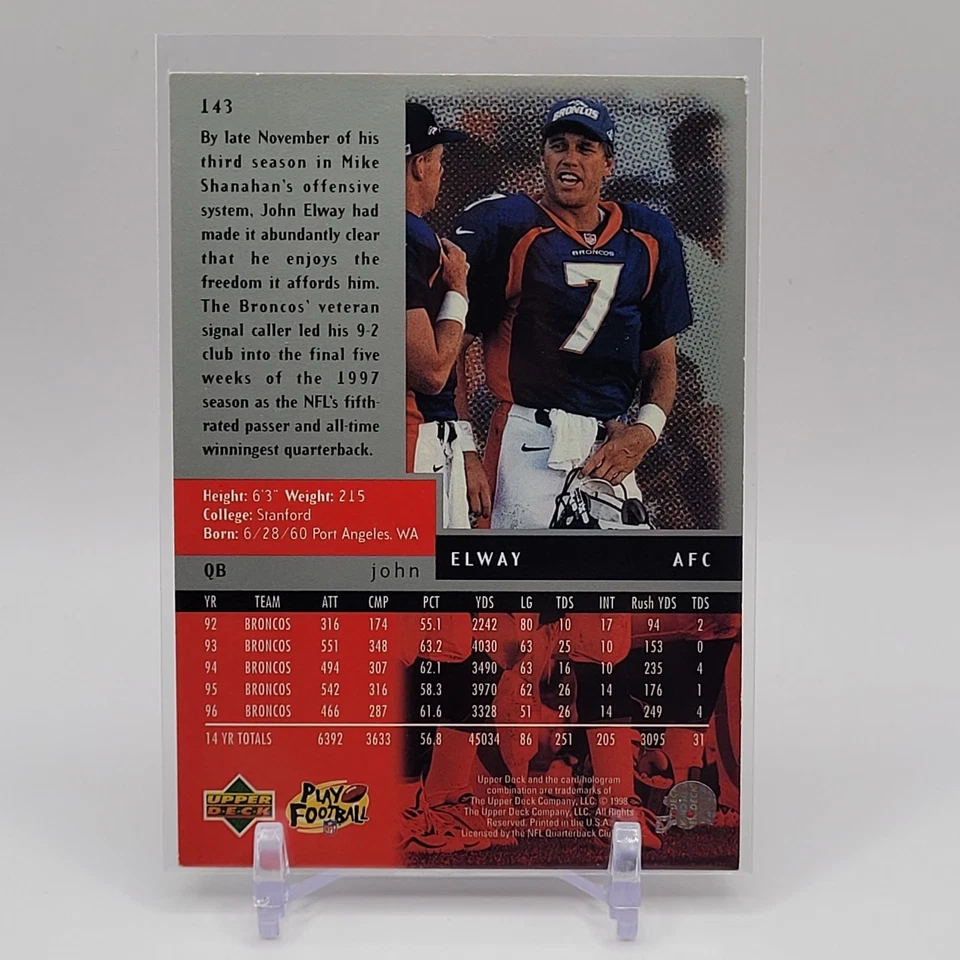 143
By late November of his
third season in Mike
Shanahan's offensive
system, John Elway had
made it abundantly clear
that he enjoys the
freedom it affords him.
The Broncos' veteran
signal caller led his 9-2
club into the final five
weeks of the 1997
season as the NFL's fifth-
rated passer and all-time
winningest quarterback.
BRONCOS
BRONCOS
7
Height: 6'3" Weight: 215
College: Stanford
Born: 6/28/60 Port Angeles, WA
QB john ELWAY AFC
YR TEAM ATT CMP PCT YDS LG TDS INT Rush YDS TDS
92 BRONCOS 316 174 55.1 2242 80 10 17 94 2
93 BRONCOS 551 348 63.2 4030 63 25 10 153 0
94 BRONCOS 494 307 62.1 3490 63 16 10 235 4
95 BRONCOS 542 316 58.3 3970 62 26 14 176 1
96 BRONCOS 466 287 61.6 3328 51 26 14 249 4
14 YR TOTALS 6392 3633 56.8 45034 86 251 205 3095 31
UPPER
DECK
PLAY
FOOTBALL
NFL
Upper Deck and the card/hologram
combination are trademarks of
The Upper Deck Company, LLC. © 1998
The Upper Deck Company, LLC. All Rights
Reserved. Printed in the U.S.A.
Licensed by the NFL Quarterback Clu